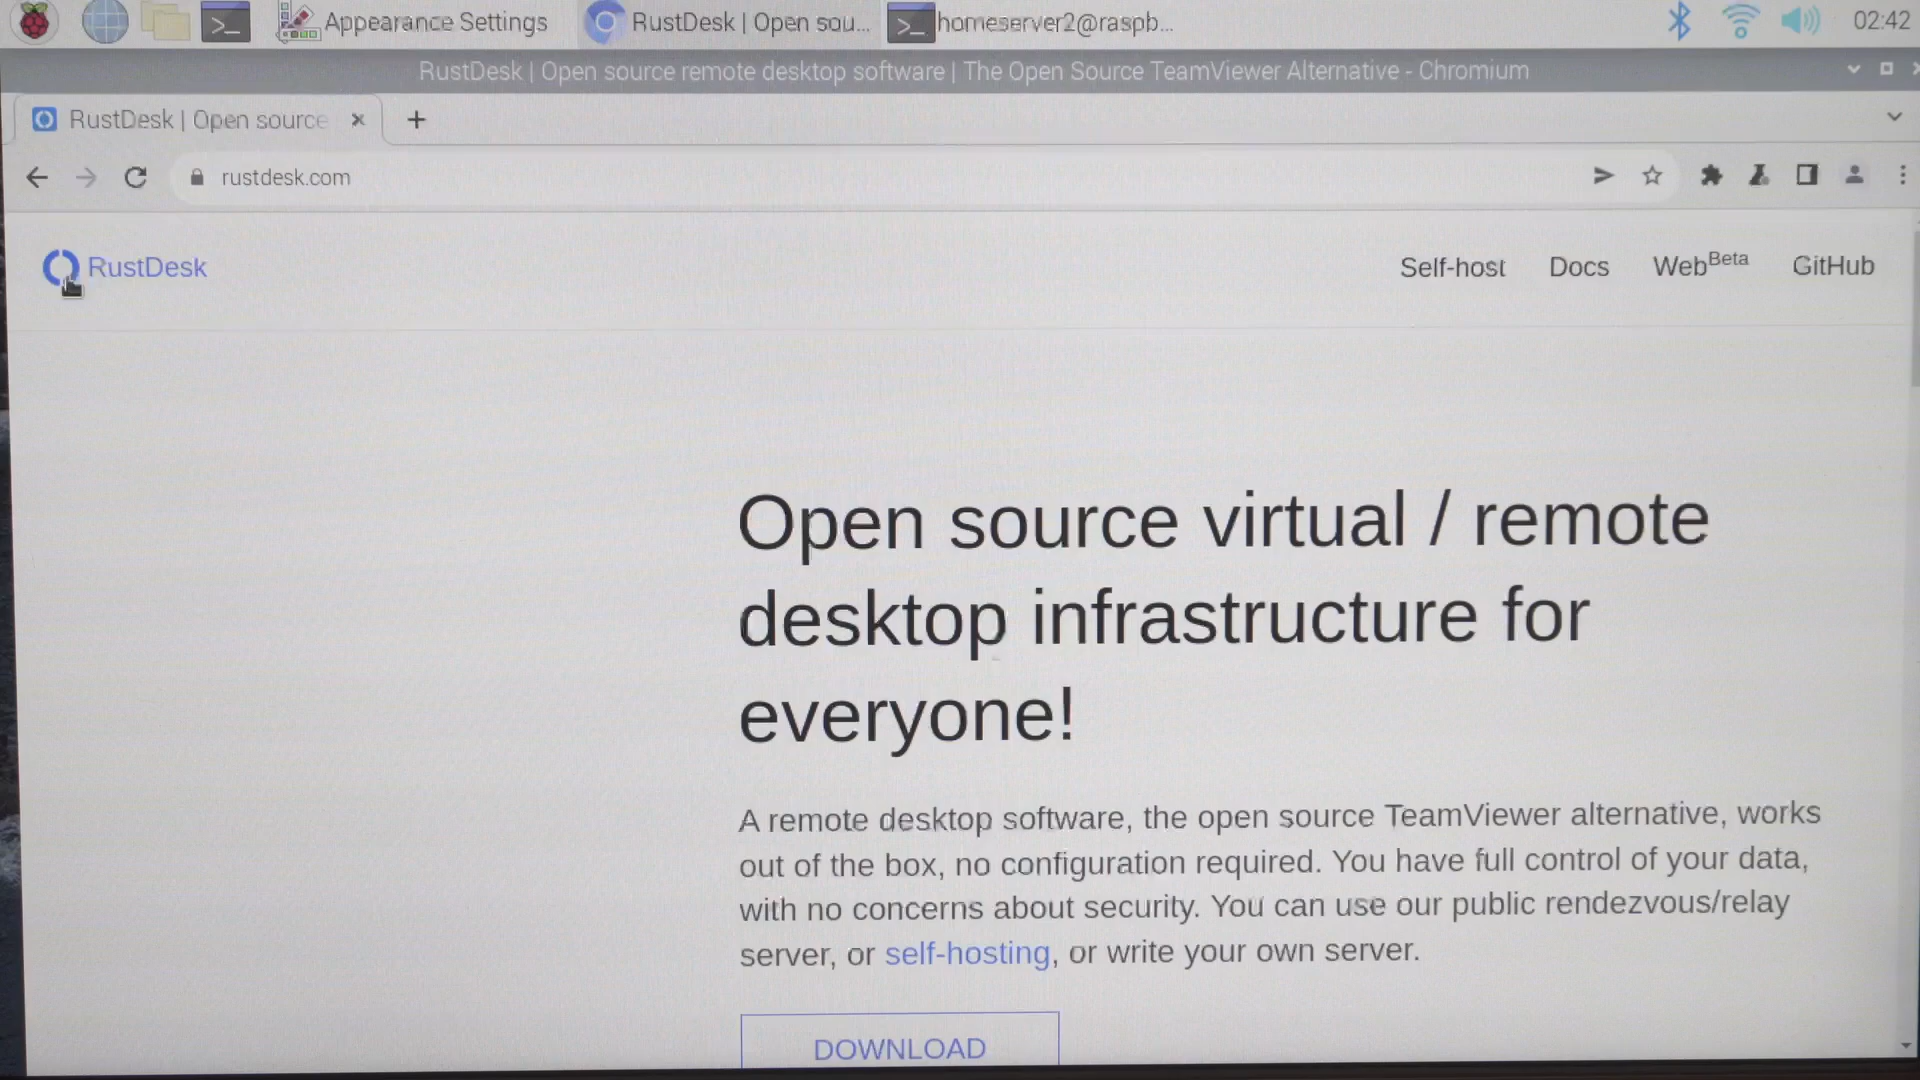 Appearance Settings
RustDesk | Open sou...
homeserver2@raspb...
02:42
RustDesk | Open source remote desktop software | The Open Source TeamViewer Alternative - Chromium
RustDesk | Open source
rustdesk.com
RustDesk
Self-host
Docs
WebBeta
GitHub
Open source virtual / remote
desktop infrastructure for
everyone!
A remote desktop software, the open source TeamViewer alternative, works
out of the box, no configuration required. You have full control of your data,
with no concerns about security. You can use our public rendezvous/relay
server, or self-hosting, or write your own server.
DOWNLOAD